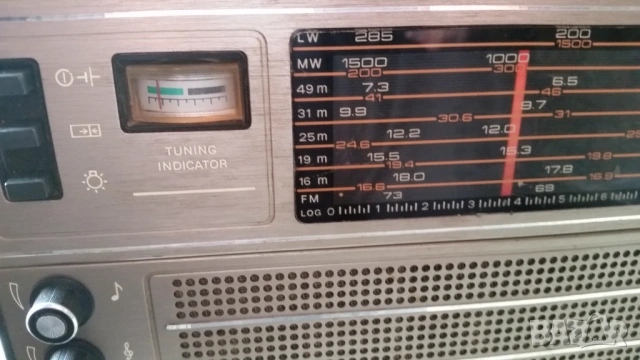 LW 285 200
1500
MW 1500 1000
200 300
49 m 7.3 6.5
41 46
31 m 9.9 9.7
30.6 31
25 m 12.2 12.0
24.6
19 m 15.5 15.3
19.4 19.8
16 m 18.0 17.8
16.6 16.9
FM 73 69
LOG 0 1 2 3 4 5 6
TUNING
INDICATOR